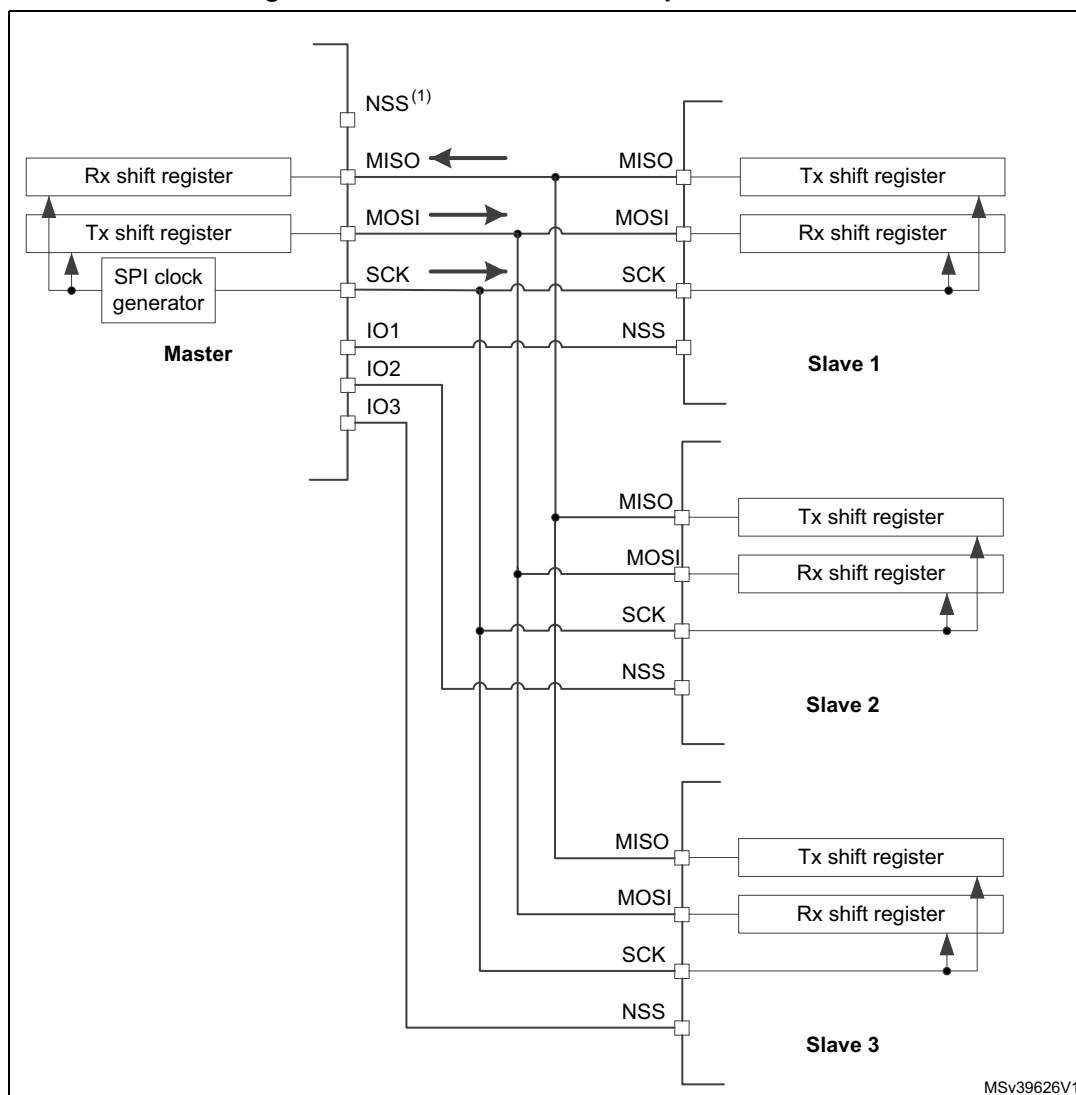 NSS(1)
MISO
MISO
Rx shift register
Tx shift register
MOSI
MOSI
Tx shift register
Rx shift register
SCK
SCK
SPI clock
generator
IO1
NSS
Master
Slave 1
IO2
IO3
MISO
Tx shift register
MOSI
Rx shift register
SCK
NSS
Slave 2
MISO
Tx shift register
MOSI
Rx shift register
SCK
NSS
Slave 3
MSv39626V1